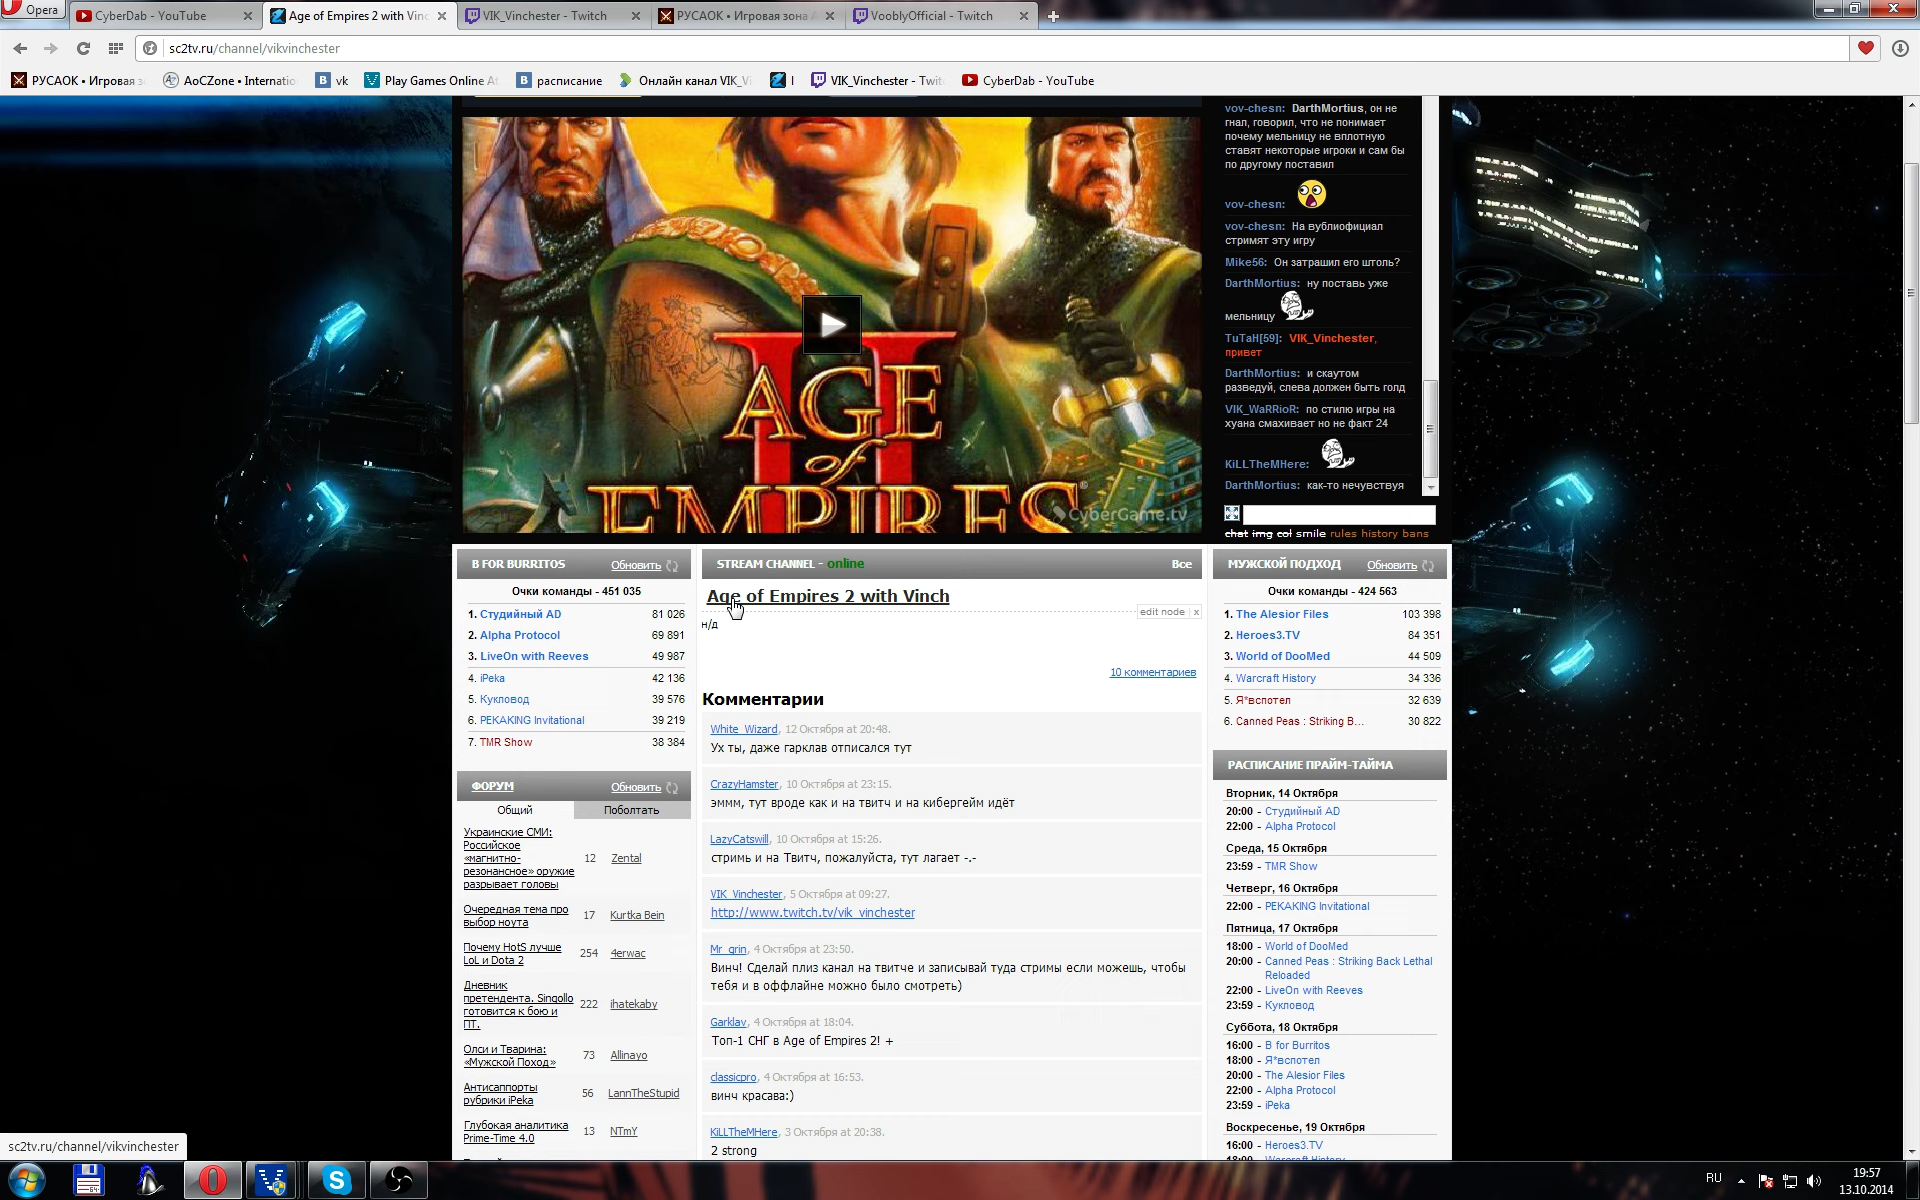 Opera
CyberDab - YouTube
Age of Empires 2 with Vinc
VIK_Vinchester - Twitch
РУСАОК • Игровая зона
VooblyOfficial - Twitch
sc2tv.ru/channel/vikvinchester
РУСАОК • Игровая з
AoCZone • Internatio
vk
Play Games Online At
расписание
Онлайн канал VIK_Vi
VIK_Vinchester - Twit
CyberDab - YouTube
AGE
of
II
EMPIRES
CyberGame.tv
vov-chesn: DarthMortius, он не
гнал, говорил, что не понимает
почему мельницу не вплотную
ставят некоторые игроки и сам бы
по другому поставил
vov-chesn:
vov-chesn: На вублиофициал
стримят эту игру
Mike56: Он затрашил его штоль?
DarthMortius: ну поставь уже
мельницу
TuTaH[59]: VIK_Vinchester,
привет
DarthMortius: и скаутом
разведуй, слева должен быть голд
VIK_WaRRioR: по стилю игры на
хуана смахивает но не факт 24
KiLLTheMHere:
DarthMortius: как-то нечувствуя
chat img col smile rules history bans
B FOR BURRITOS Обновить
Очки команды - 451 035
1. Студийный AD 81 026
2. Alpha Protocol 69 891
3. LiveOn with Reeves 49 987
4. iPeka 42 136
5. Кукловод 39 576
6. PEKAKING Invitational 39 219
7. TMR Show 38 384
ФОРУМ Обновить
Общий Поболтать
Украинские СМИ:
Российское
«магнитно-
резонансное» оружие
разрывает головы
12 Zental
Очередная тема про
выбор ноута
17 Kurtka Bein
Почему HotS лучше
LoL и Dota 2
254 4erwac
Дневник
претендента. Singollo
готовится к бою и
ПТ.
222 ihatekaby
Олси и Тварина:
«Мужской Поход»
73 Allinayo
Антисаппорты
рубрики iPeka
56 LannTheStupid
Глубокая аналитика
Prime-Time 4.0
13 NTmY
STREAM CHANNEL - online Все
Age of Empires 2 with Vinch
edit node x
н/д
10 комментариев
Комментарии
White_Wizard, 12 Октября at 20:48.
Ух ты, даже гарклав отписался тут
CrazyHamster, 10 Октября at 23:15.
эммм, тут вроде как и на твитч и на кибергейм идёт
LazyCatswill, 10 Октября at 15:26.
стримь и на Твитч, пожалуйста, тут лагает -.-
VIK_Vinchester, 5 Октября at 09:27.
http://www.twitch.tv/vik_vinchester
Mr_grin, 4 Октября at 23:50.
Винч! Сделай плиз канал на твитче и записывай туда стримы если можешь, чтобы
тебя и в оффлайне можно было смотреть)
Garklav, 4 Октября at 18:04.
Топ-1 СНГ в Age of Empires 2! +
classicpro, 4 Октября at 16:53.
винч красава:)
KiLLTheMHere, 3 Октября at 20:38.
2 strong
МУЖСКОЙ ПОДХОД Обновить
Очки команды - 424 563
1. The Alesior Files 103 398
2. Heroes3.TV 84 351
3. World of DooMed 44 509
4. Warcraft History 34 336
5. Я*вспотел 32 639
6. Canned Peas : Striking B... 30 822
РАСПИСАНИЕ ПРАЙМ-ТАЙМА
Вторник, 14 Октября
20:00 - Студийный AD
22:00 - Alpha Protocol
Среда, 15 Октября
23:59 - TMR Show
Четверг, 16 Октября
22:00 - PEKAKING Invitational
Пятница, 17 Октября
18:00 - World of DooMed
20:00 - Canned Peas : Striking Back Lethal
Reloaded
22:00 - LiveOn with Reeves
23:59 - Кукловод
Суббота, 18 Октября
16:00 - B for Burritos
18:00 - Я*вспотел
20:00 - The Alesior Files
22:00 - Alpha Protocol
23:59 - iPeka
Воскресенье, 19 Октября
16:00 - Heroes3.TV
18:00 - Warcraft History
sc2tv.ru/channel/vikvinchester
RU
19:57
13.10.2014